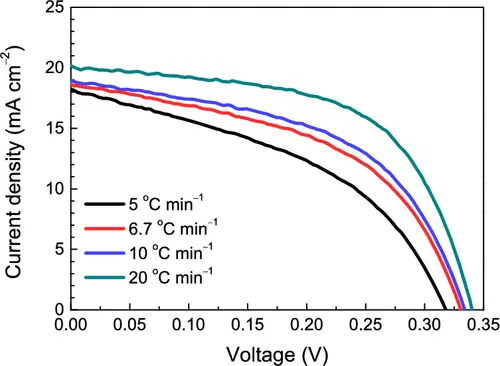 Current density (mA cm⁻²)
25
20
15
10
5
0
5 °C min⁻¹
6.7 °C min⁻¹
10 °C min⁻¹
20 °C min⁻¹
0.00 0.05 0.10 0.15 0.20 0.25 0.30 0.35
Voltage (V)